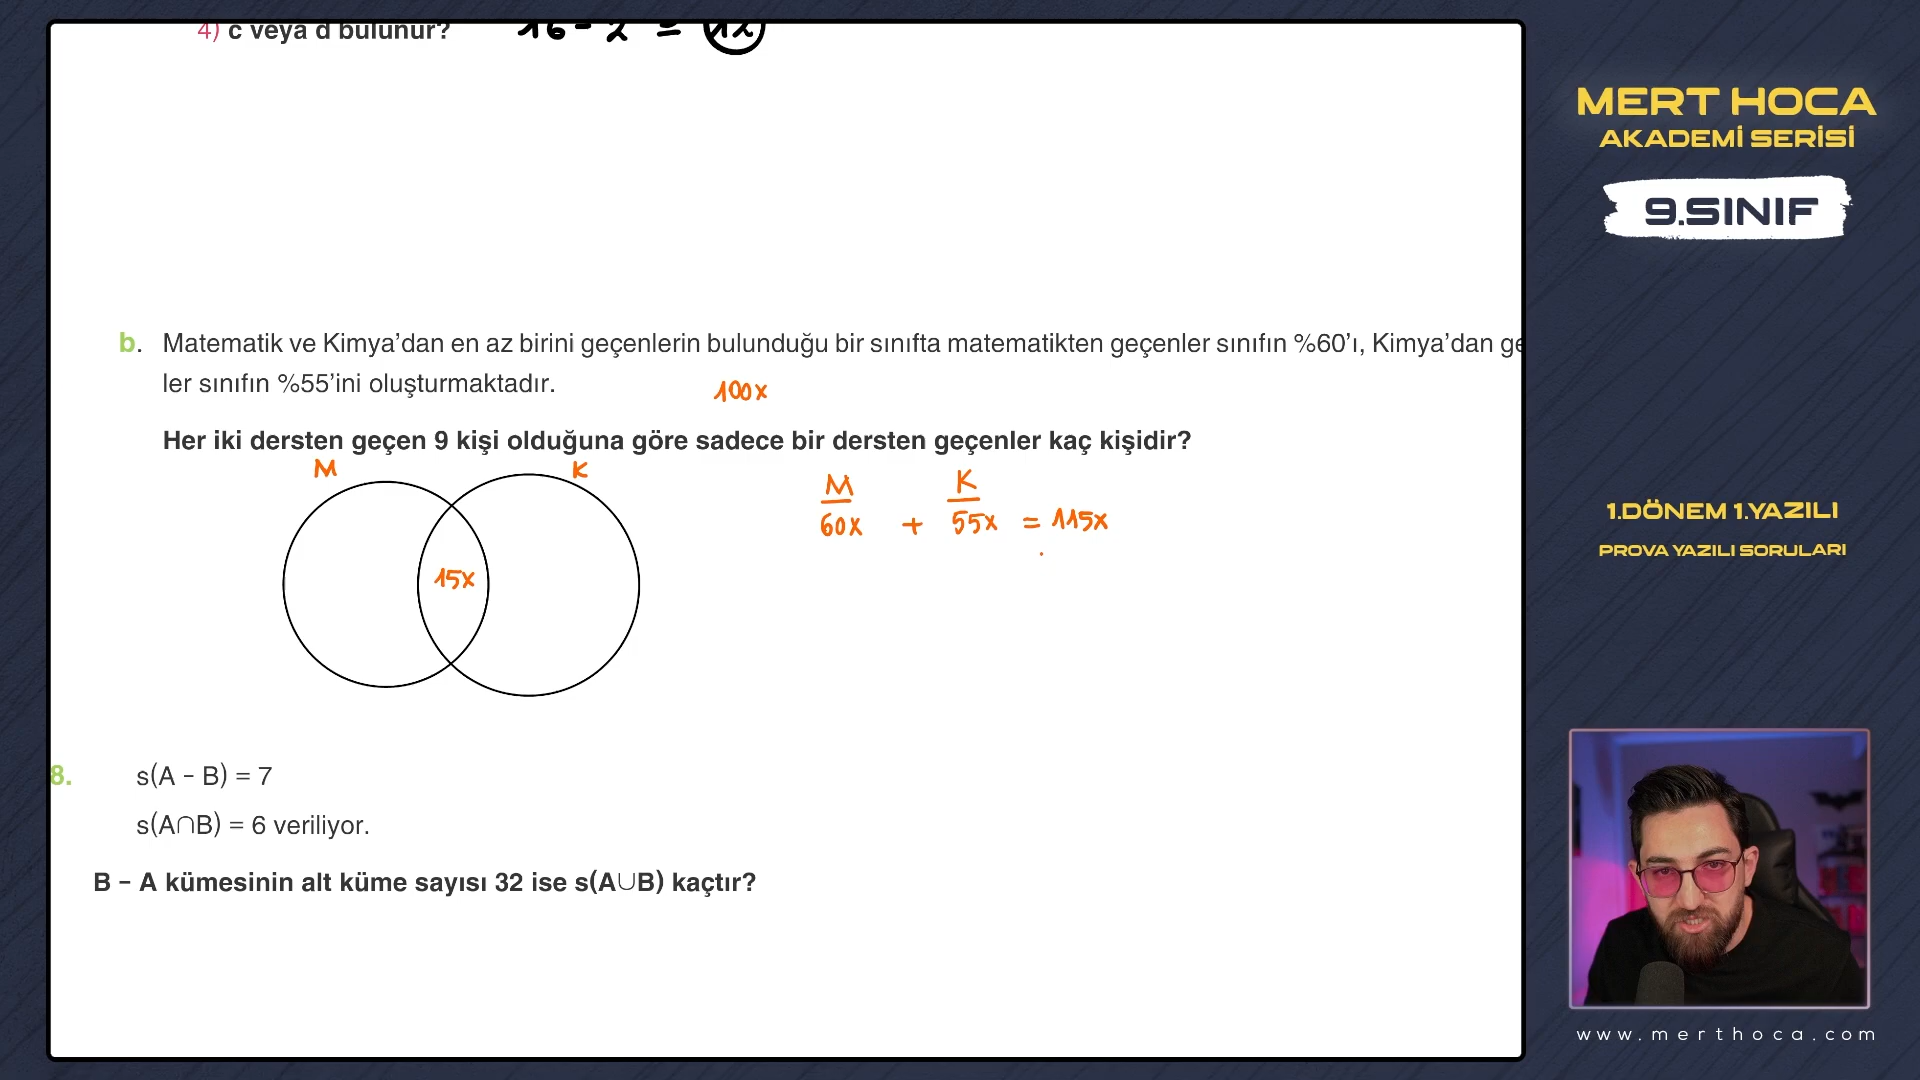 4) c veya d bulunur? 16 - 2 = 12
MERT HOCA
AKADEMİ SERİSİ
9.SINIF
b. Matematik ve Kimya'dan en az birini geçenlerin bulunduğu bir sınıfta matematikten geçenler sınıfın %60'ı, Kimya'dan ge
ler sınıfın %55'ini oluşturmaktadır.
100x
Her iki dersten geçen 9 kişi olduğuna göre sadece bir dersten geçenler kaç kişidir?
M K
M K
60x + 55x = 115x
15x
1.DÖNEM 1.YAZILI
PROVA YAZILI SORULARI
8. s(A - B) = 7
s(A∩B) = 6 veriliyor.
B - A kümesinin alt küme sayısı 32 ise s(A∪B) kaçtır?
www.merthoca.com